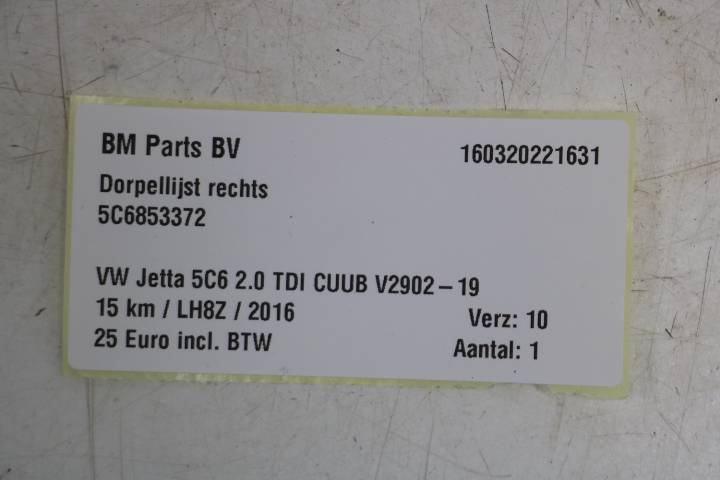 BM Parts BV 160320221631
Dorpellijst rechts
5C6853372
VW Jetta 5C6 2.0 TDI CUUB V2902-19
15 km / LH8Z / 2016 Verz: 10
25 Euro incl. BTW Aantal: 1